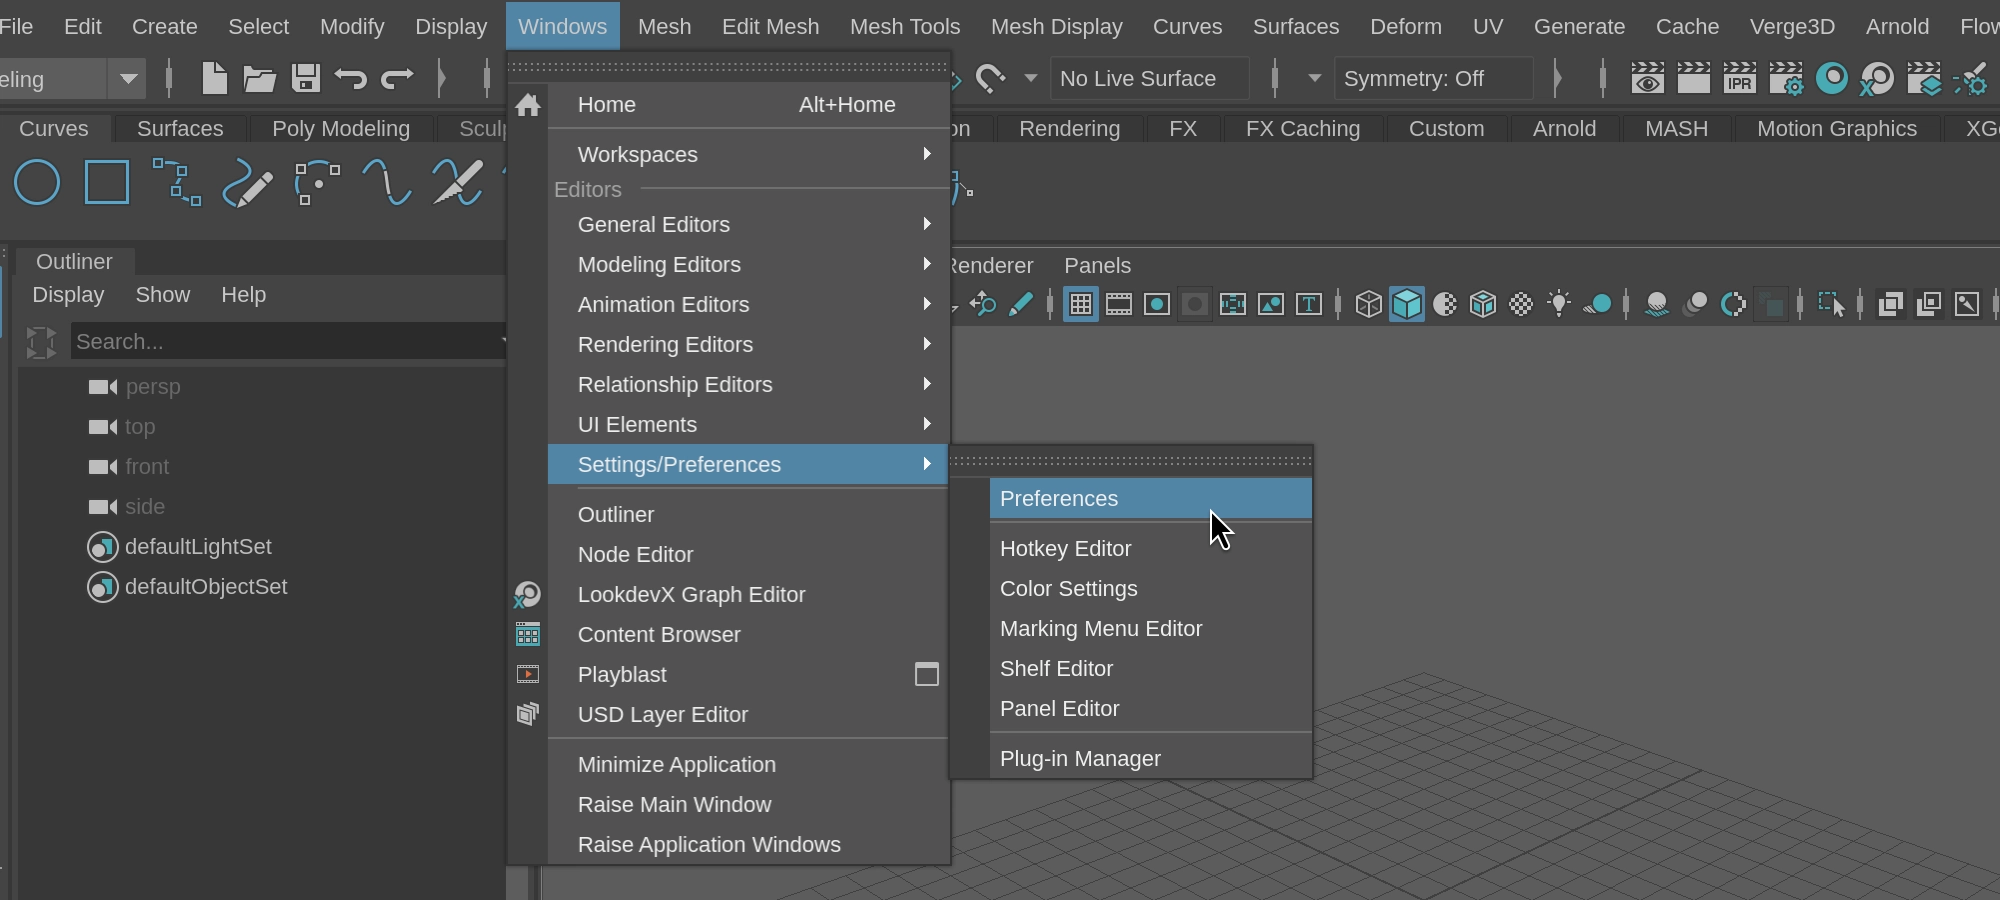 File Edit Create Select Modify Display Windows Mesh Edit Mesh Mesh Tools Mesh Display Curves Surfaces Deform UV Generate Cache Verge3D Arnold
No Live Surface Symmetry: Off IPR
Curves Surfaces Poly Modeling Rendering FX FX Caching Custom Arnold MASH Motion Graphics
Home Alt+Home
Workspaces
Editors
General Editors
Modeling Editors
Animation Editors
Rendering Editors
Relationship Editors
UI Elements
Settings/Preferences
Outliner
Node Editor
LookdevX Graph Editor
Content Browser
Playblast
USD Layer Editor
Minimize Application
Raise Main Window
Raise Application Windows
Preferences
Hotkey Editor
Color Settings
Marking Menu Editor
Shelf Editor
Panel Editor
Plug-in Manager
Outliner
Display Show Help
Search...
persp
top
front
side
defaultLightSet
defaultObjectSet
Renderer Panels